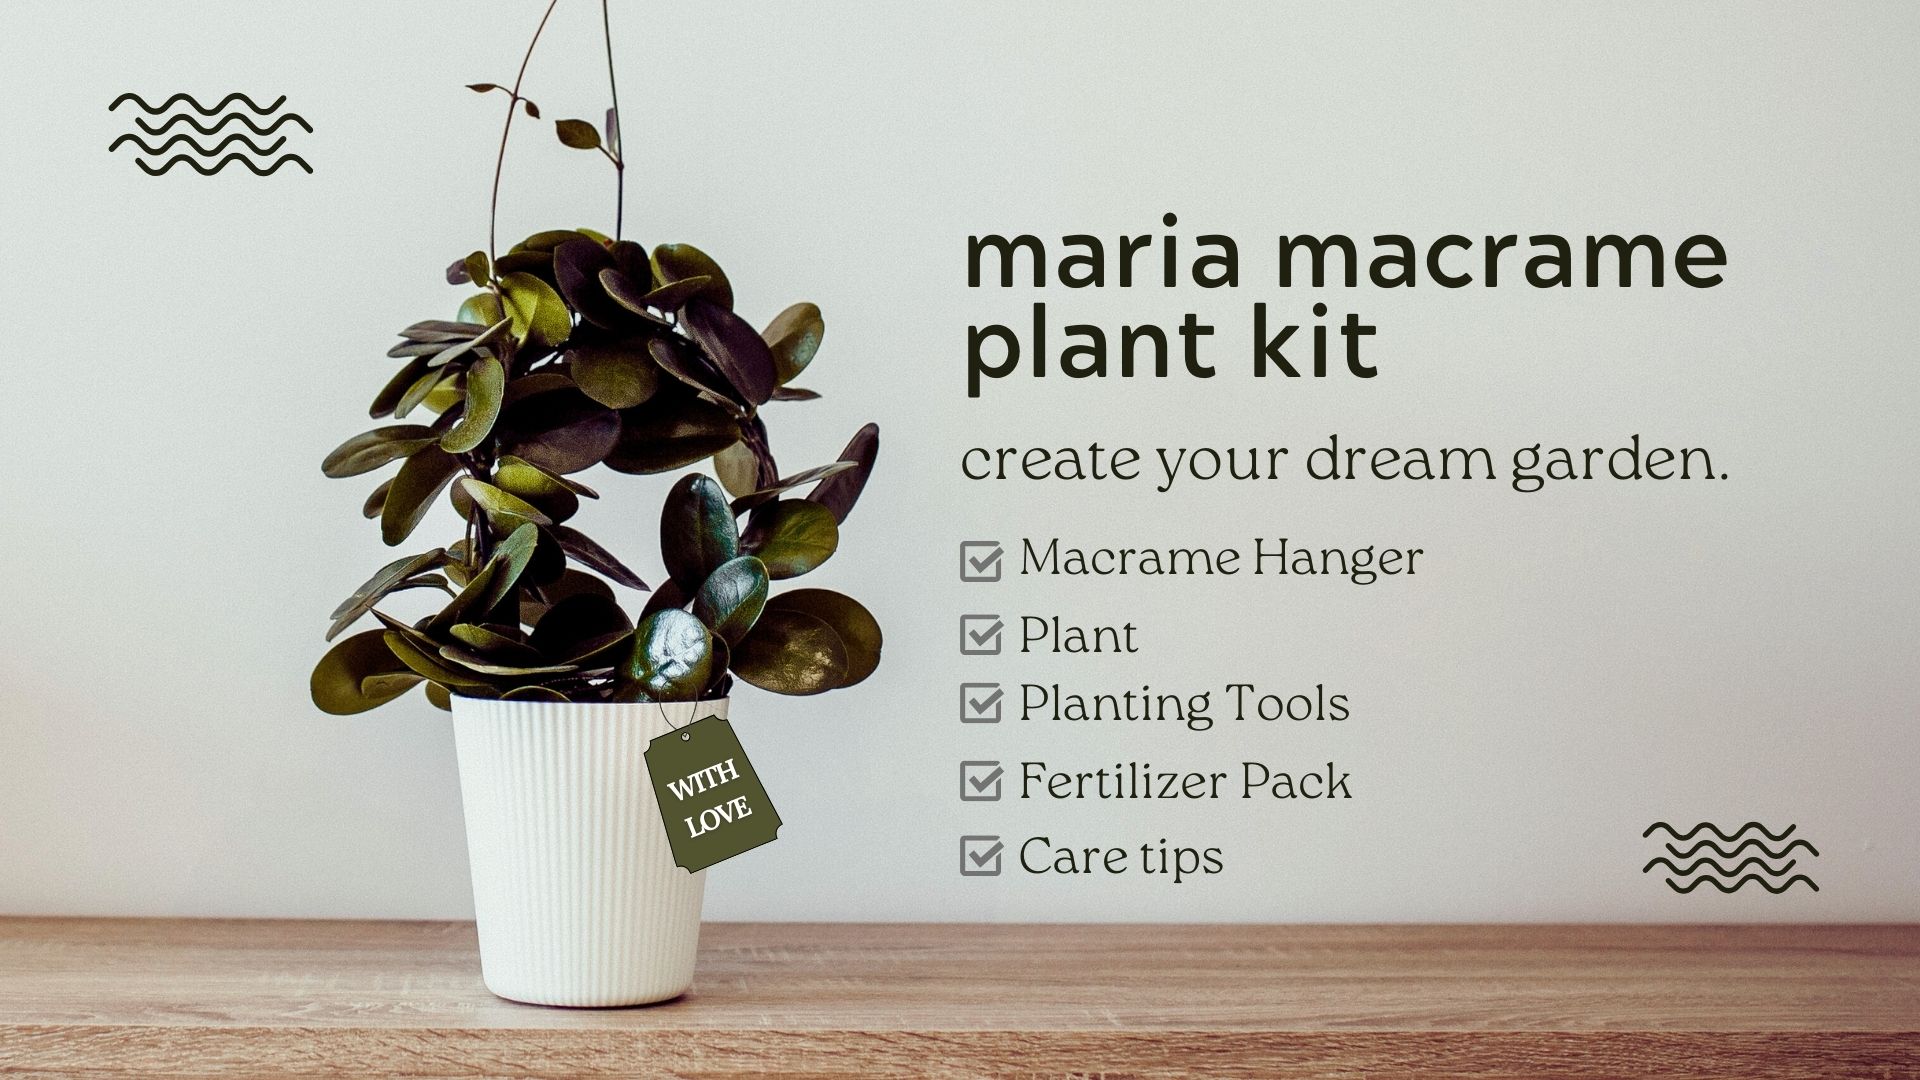 maria macrame
plant kit
create your dream garden.
Macrame Hanger
Plant
Planting Tools
Fertilizer Pack
Care tips
WITH
LOVE